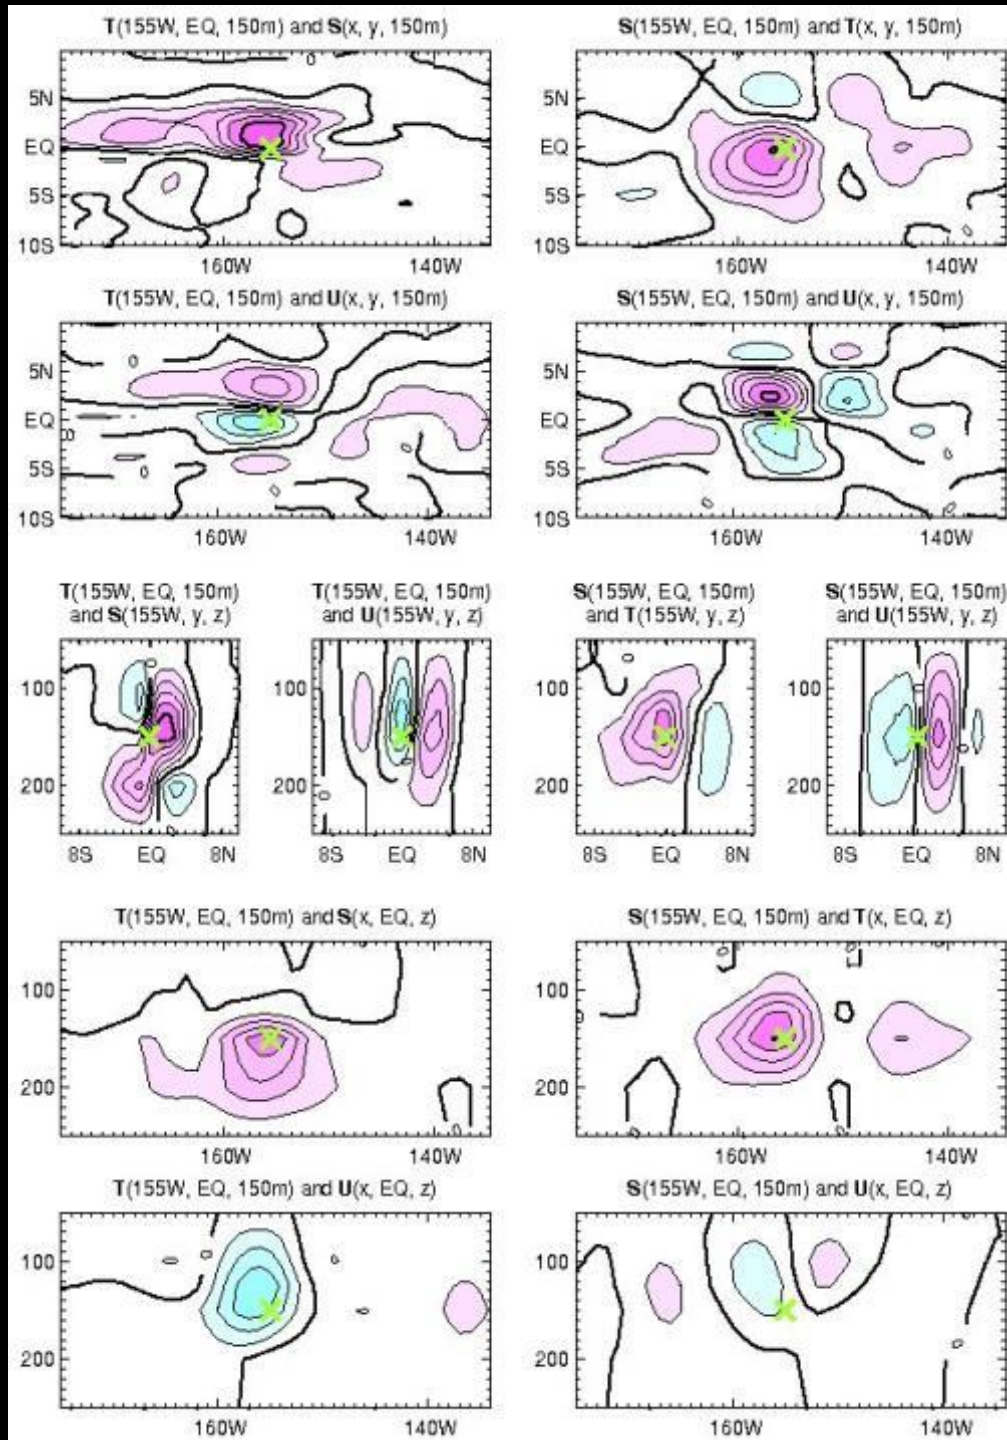 T(155W, EQ, 150m) and S(x, y, 150m)
S(155W, EQ, 150m) and T(x, y, 150m)
5N
EQ
5S
10S
160W
140W
5N
EQ
5S
10S
160W
140W
T(155W, EQ, 150m) and U(x, y, 150m)
S(155W, EQ, 150m) and U(x, y, 150m)
5N
EQ
5S
10S
160W
140W
5N
EQ
5S
10S
160W
140W
T(155W, EQ, 150m)
and S(155W, y, z)
T(155W, EQ, 150m)
and U(155W, y, z)
S(155W, EQ, 150m)
and T(155W, y, z)
S(155W, EQ, 150m)
and U(155W, y, z)
100
200
8S
EQ
8N
100
200
8S
EQ
8N
100
200
8S
EQ
8N
100
200
8S
EQ
8N
T(155W, EQ, 150m) and S(x, EQ, z)
S(155W, EQ, 150m) and T(x, EQ, z)
100
200
160W
140W
100
200
160W
140W
T(155W, EQ, 150m) and U(x, EQ, z)
S(155W, EQ, 150m) and U(x, EQ, z)
100
200
160W
140W
100
200
160W
140W